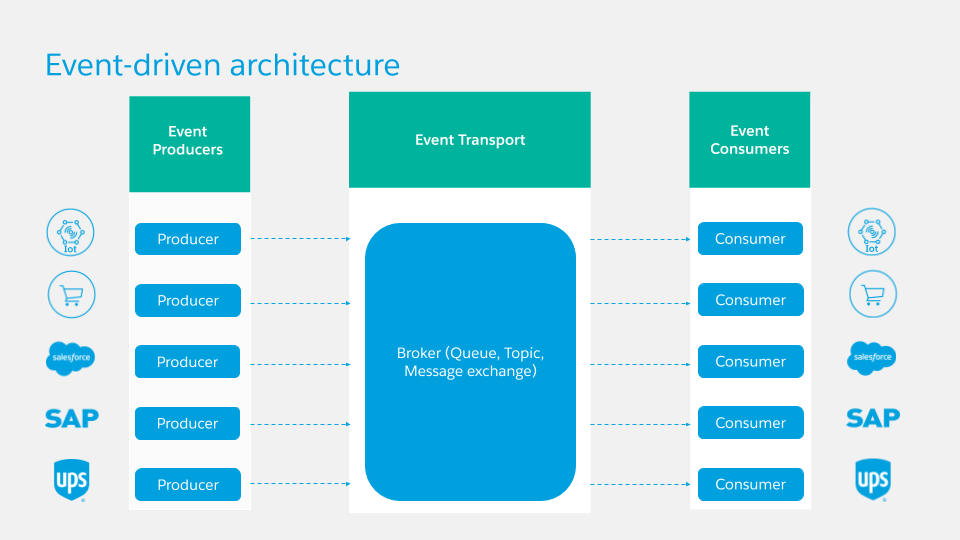 Event-driven architecture
Event
Producers
Event Transport
Event
Consumers
Iot
Producer
Consumer
Iot
Producer
Consumer
salesforce
Producer
Broker (Queue, Topic,
Message exchange)
Consumer
salesforce
SAP
Producer
Consumer
SAP
ups
Producer
Consumer
ups